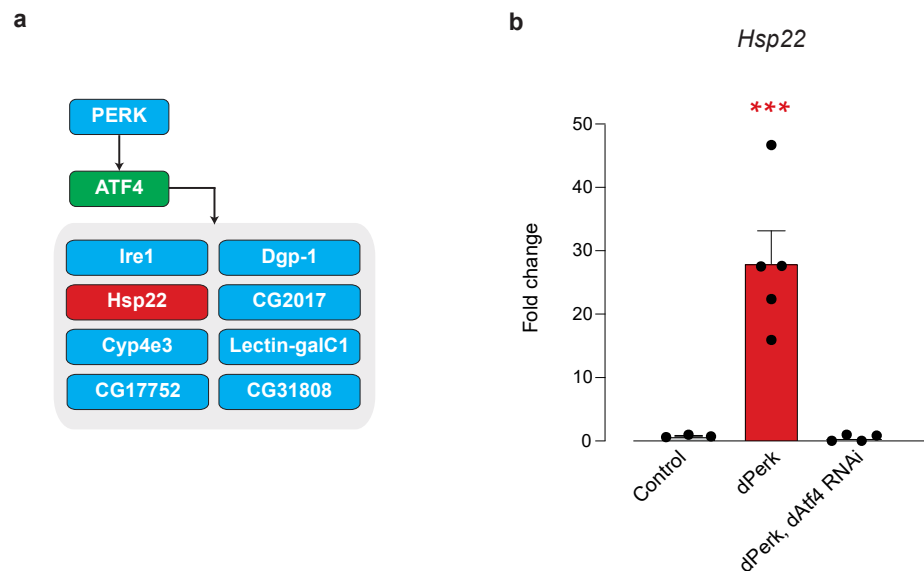 a
PERK
ATF4
Ire1
Dgp-1
Hsp22
CG2017
Cyp4e3
Lectin-galC1
CG17752
CG31808
b
Hsp22
***
50
40
30
20
10
0
Fold change
Control
dPerk
dPerk, dAtf4 RNAi